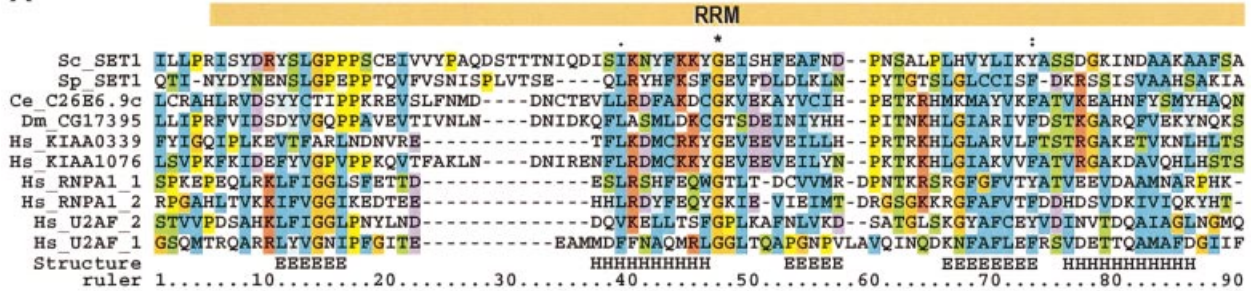 RRM
. * :
Sc_SET1 ILLPRISYDRYSLGPPPSCEIVVYPAQDSTTTNIQDISIKNYFKKYGEISHFEAFND--PNSALPLHVYLIKYASSDGKINDAAKAAFSA
Sp_SET1 QTI-NYDYNENSLGPEPPTQVFVSNISPLVTSE----QLRYHFKSFGEVFDLDLKLN--PYTGTSLGLCCISF-DKRSSISVAAHSAKIA
Ce_C26E6.9c LCRAHLRVDSYYCTIPPKREVSLFNMD----DNCTEVLLRDFAKDCGKVEKAYVCIH--PETKRHMKMAYVKFATVKEAHNFYSMYHAQN
Dm_CG17395 LLIPRFVIDSDYVGQPPAVEVTIVNLN----DNIDKQFLASMLDKCGTSDEINIYHH--PITNKHLGIARIVFDSTKGARQFVEKYNQKS
Hs_KIAA0339 FYIGQIPLKEVTFARLNDNVRE------------TFLKDMCRKYGEVEEVEILLH--PRTRKHLGLARVLFTSTRGAKETVKNLHLTS
Hs_KIAA1076 LSVPKFKIDEFYVGPVPPKQVTFAKLN----DNIRENFLRDMCKKYGEVEEVEILYN--PKTKKHLGIAKVVFATVRGAKDAVQHLHSTS
Hs_RNPA1_1 SPKEPEQLRKLFIGGLSFETTD--------------ESLRSHFEQWGTLT-DCVVMR-DPNTKRSRGFGFVTYATVEEVDAAMNARPHK-
Hs_RNPA1_2 RPGAHLTVKKIFVGGIKEDTEE--------------HHLRDYFEQYGKIE-VIEIMT-DRGSGKKRGFAFVTFDDHDSVDKIVIQKYHT-
Hs_U2AF_2 STVVPDSAHKLFIGGLPNYLND--------------DQVKELLTSFGPLKAFNLVKD--SATGLSKGYAFCEYVDINVTDQAIAGLNGMQ
Hs_U2AF_1 GSQMTRQARRLYVGNIPFGITE-----------EAMMDFFNAQMRLGGLTQAPGNPVLAVQINQDKNFAFLEFRSVDETTQAMAFDGIIF
Structure EEEEEE HHHHHHHHHH EEEEE EEEEEEEE HHHHHHHHHHH
ruler 1.......10........20........30........40........50........60........70........80........90